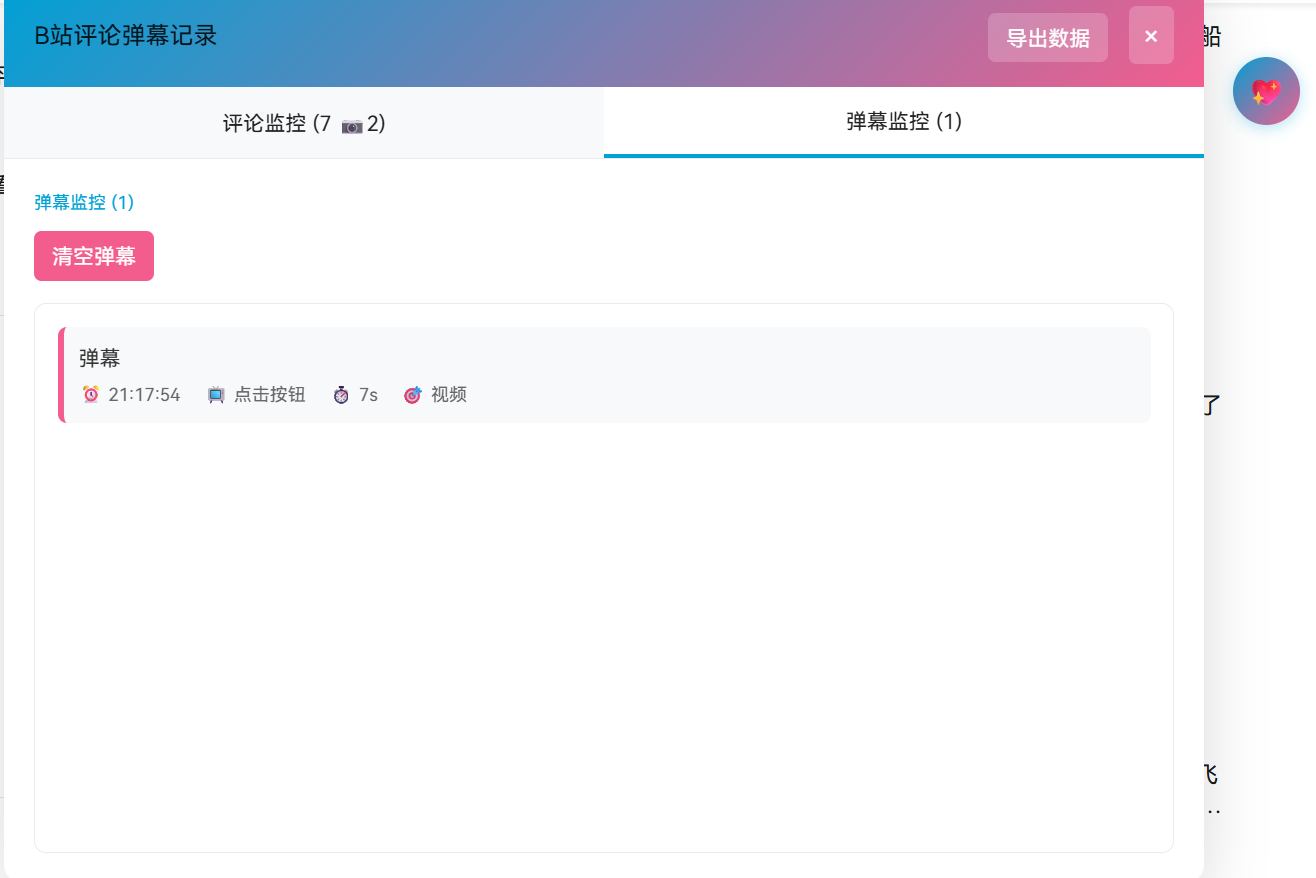 B站评论弹幕记录
导出数据
×
船
评论监控 (7 📷2)
弹幕监控 (1)
弹幕监控 (1)
清空弹幕
弹幕
⏰ 21:17:54 📺 点击按钮 ⏱ 7s 🎯 视频
了
飞
..